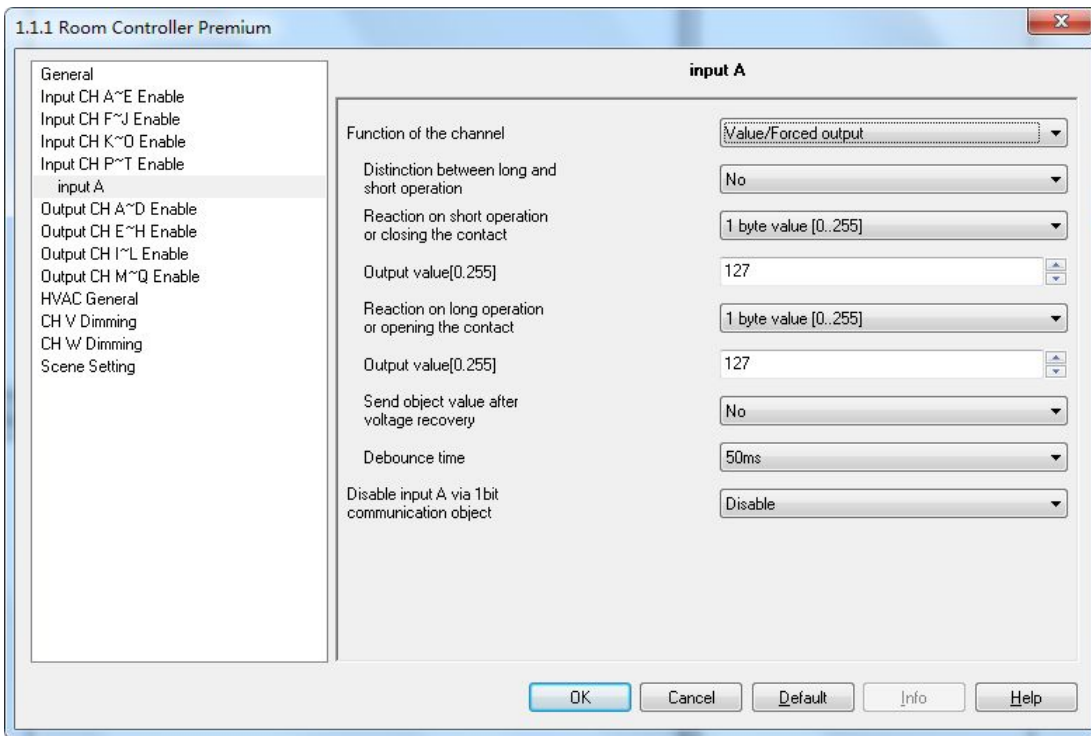 1.1.1 Room Controller Premium
General
Input CH A~E Enable
Input CH F~J Enable
Input CH K~O Enable
Input CH P~T Enable
input A
Output CH A~D Enable
Output CH E~H Enable
Output CH I~L Enable
Output CH M~Q Enable
HVAC General
CH V Dimming
CH W Dimming
Scene Setting
input A
Function of the channel
Value/Forced output
Distinction between long and
short operation
No
Reaction on short operation
or closing the contact
1 byte value [0..255]
Output value[0.255]
127
Reaction on long operation
or opening the contact
1 byte value [0..255]
Output value[0.255]
127
Send object value after
voltage recovery
No
Debounce time
50ms
Disable input A via 1bit
communication object
Disable
OK
Cancel
Default
Info
Help